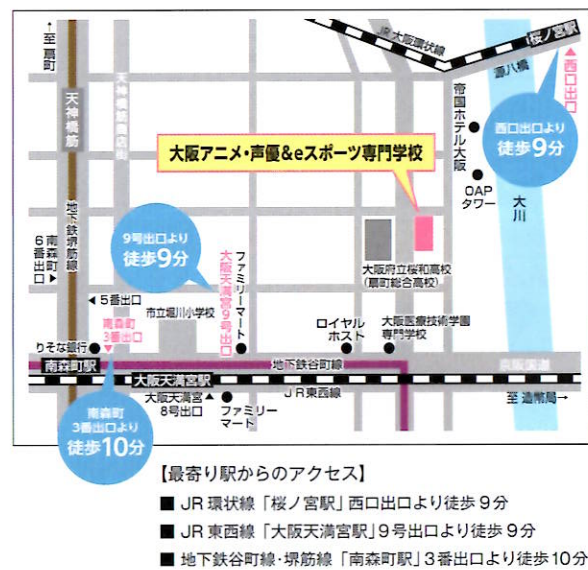 ↑至 扇町
天神橋筋
天神橋筋商店街
JR大阪環状線
桜ノ宮駅
源八橋
▲西口出口
西口出口より
徒歩9分
帝国ホテル大阪
OAP
タワー
大川
大阪アニメ・声優&eスポーツ専門学校
地下鉄堺筋線
南森町
6番出口▶
9号出口より
徒歩9分
大阪天満宮9号出口
ファミリーマート
大阪府立桜和高校
(扇町総合高校)
◀5番出口
市立堀川小学校
南森町
3番出口
▼
りそな銀行
ロイヤル
ホスト
大阪医療技術学園
専門学校
南森町駅
地下鉄谷町線
京阪国道
大阪天満宮駅
JR東西線
大阪天満宮▲
8号出口
ファミリー
マート
至 造幣局→
南森町
3番出口より
徒歩10分
【最寄り駅からのアクセス】
■ JR 環状線「桜ノ宮駅」西口出口より徒歩9分
■ JR 東西線「大阪天満宮駅」9号出口より徒歩9分
■ 地下鉄谷町線・堺筋線「南森町駅」3番出口より徒歩10分